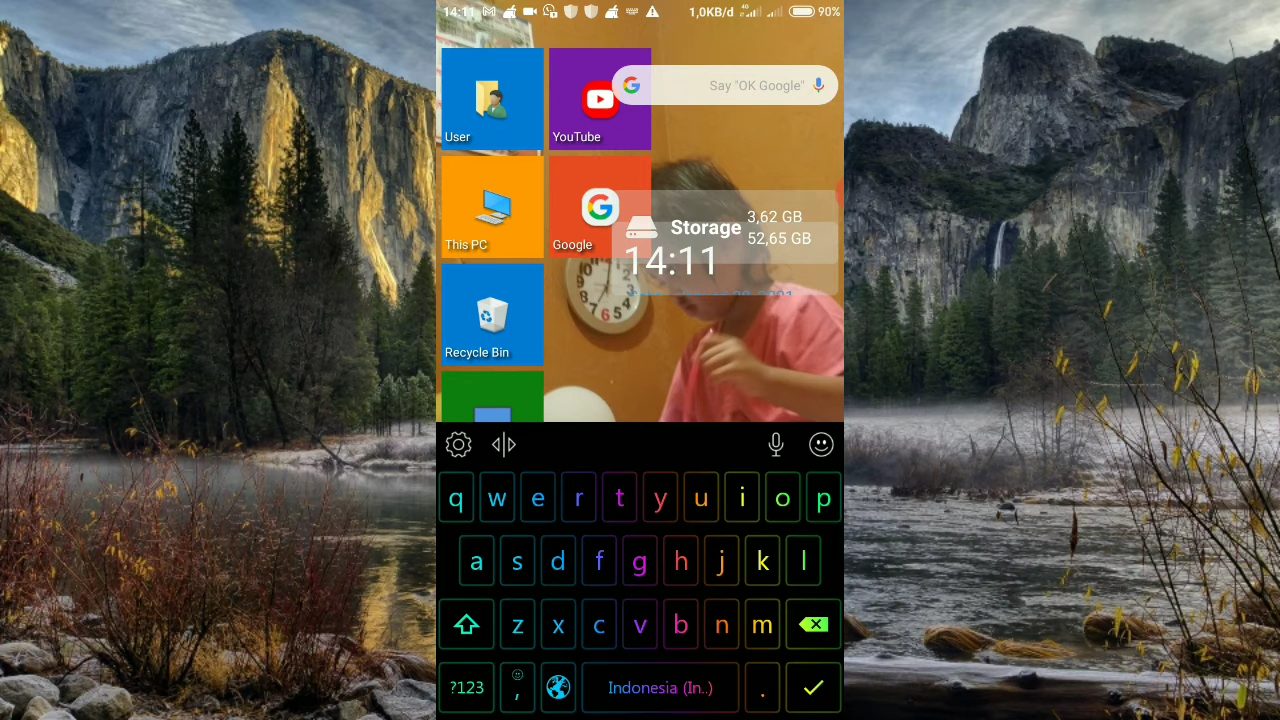 14:11 1,0KB/d 4G 90%
Say "OK Google"
User
YouTube
This PC
Google
Storage
3,62 GB
52,65 GB
14:11
Recycle Bin
q w e r t y u i o p
a s d f g h j k l
z x c v b n m
?123 , Indonesia (In..) .